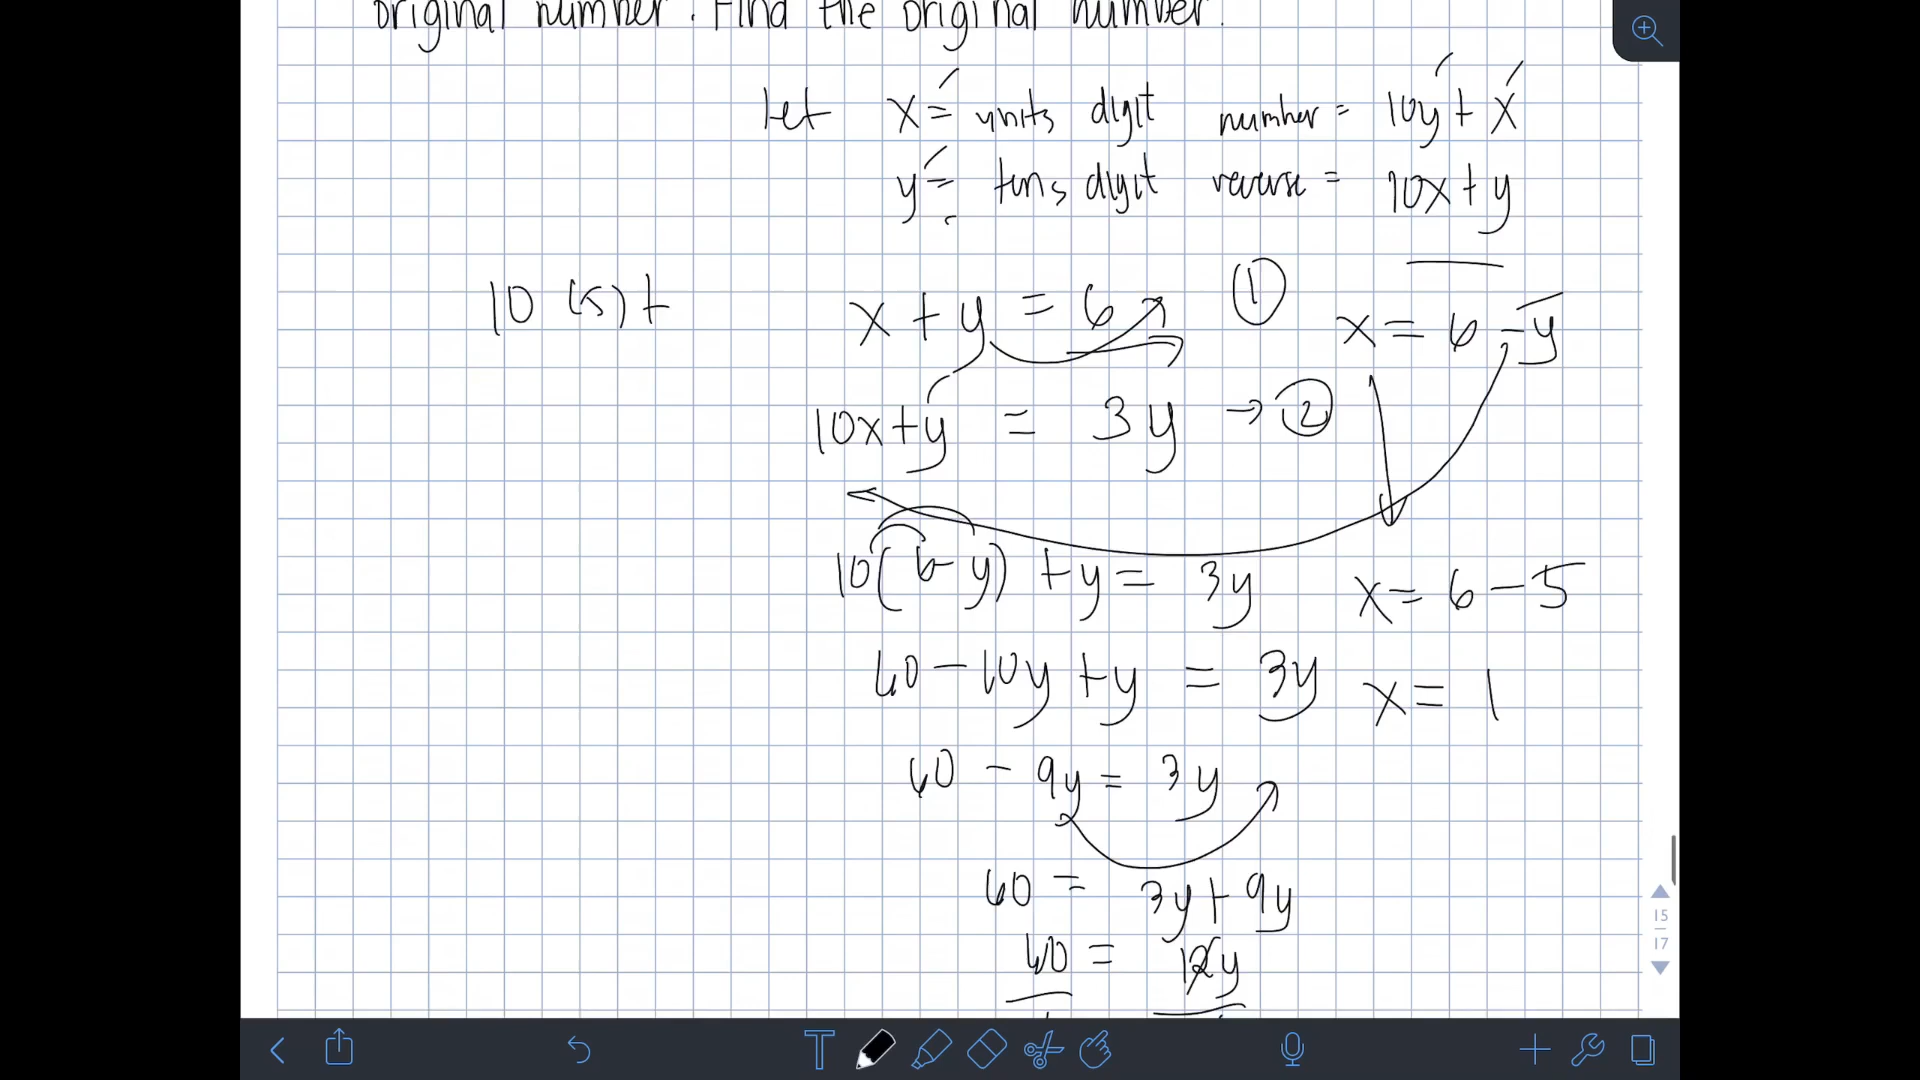 original number. Find the original number.
let x = units digit number = 10y + x
y = tens digit reverse = 10x + y
10 (5) +
x + y = 6 ① x = 6 - y
10x + y = 3y → ②
10(6 - y) + y = 3y x = 6 - 5
60 - 10y + y = 3y x = 1
60 - 9y = 3y
60 = 3y + 9y
60 = 12y
15
17
T